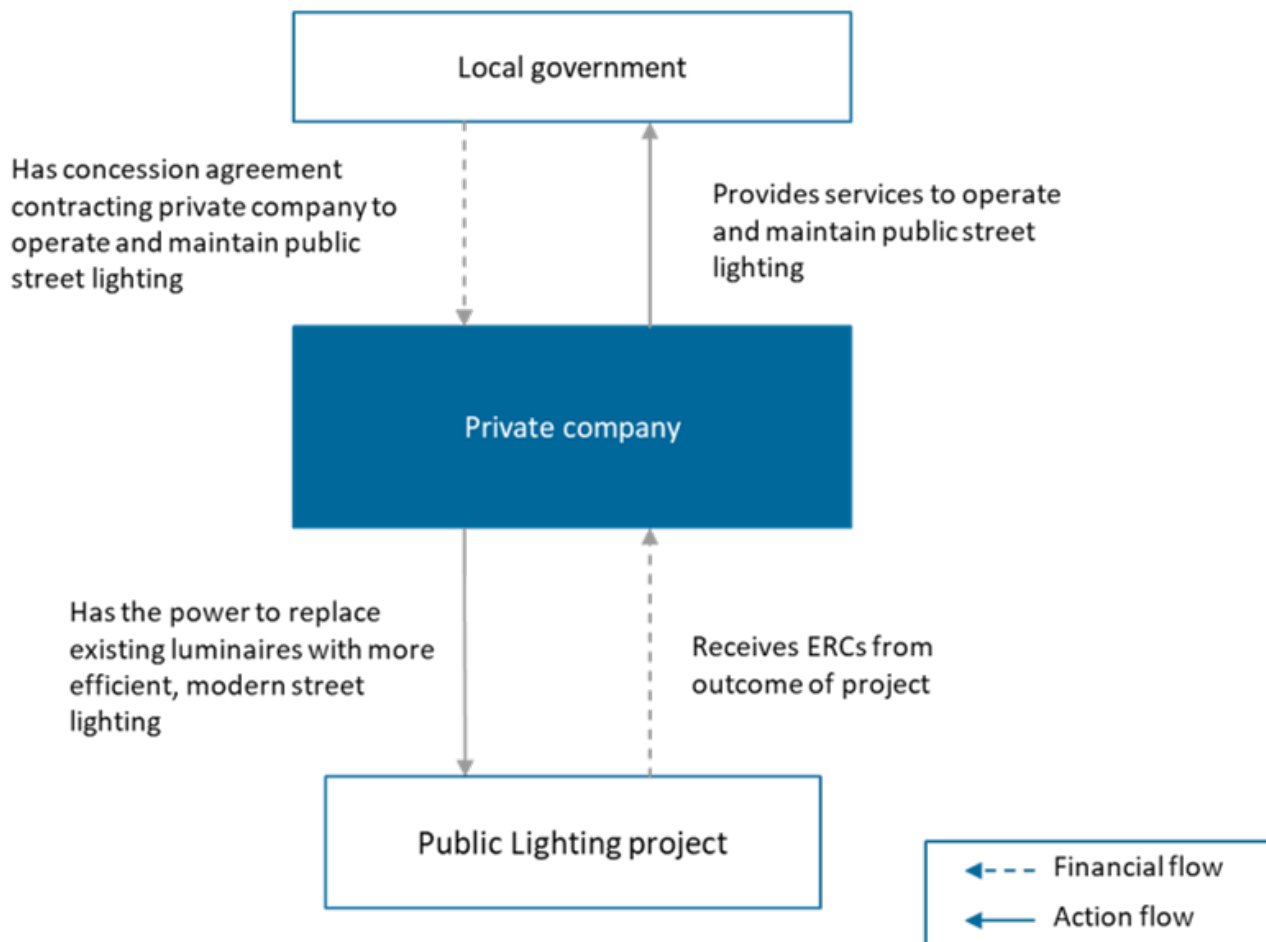 Local government
Has concession agreement
contracting private company to
operate and maintain public
street lighting
Provides services to operate
and maintain public street
lighting
Private company
Has the power to replace
existing luminaires with more
efficient, modern street
lighting
Receives ERCs from
outcome of project
Public Lighting project
Financial flow
Action flow